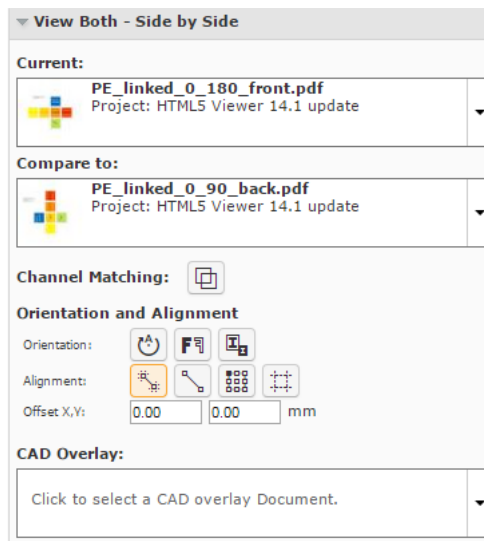 View Both - Side by Side
Current:
PE_linked_0_180_front.pdf
Project: HTML5 Viewer 14.1 update
Compare to:
PE_linked_0_90_back.pdf
Project: HTML5 Viewer 14.1 update
Channel Matching:
Orientation and Alignment
Orientation:
Alignment:
Offset X,Y: 0.00 0.00 mm
CAD Overlay:
Click to select a CAD overlay Document.